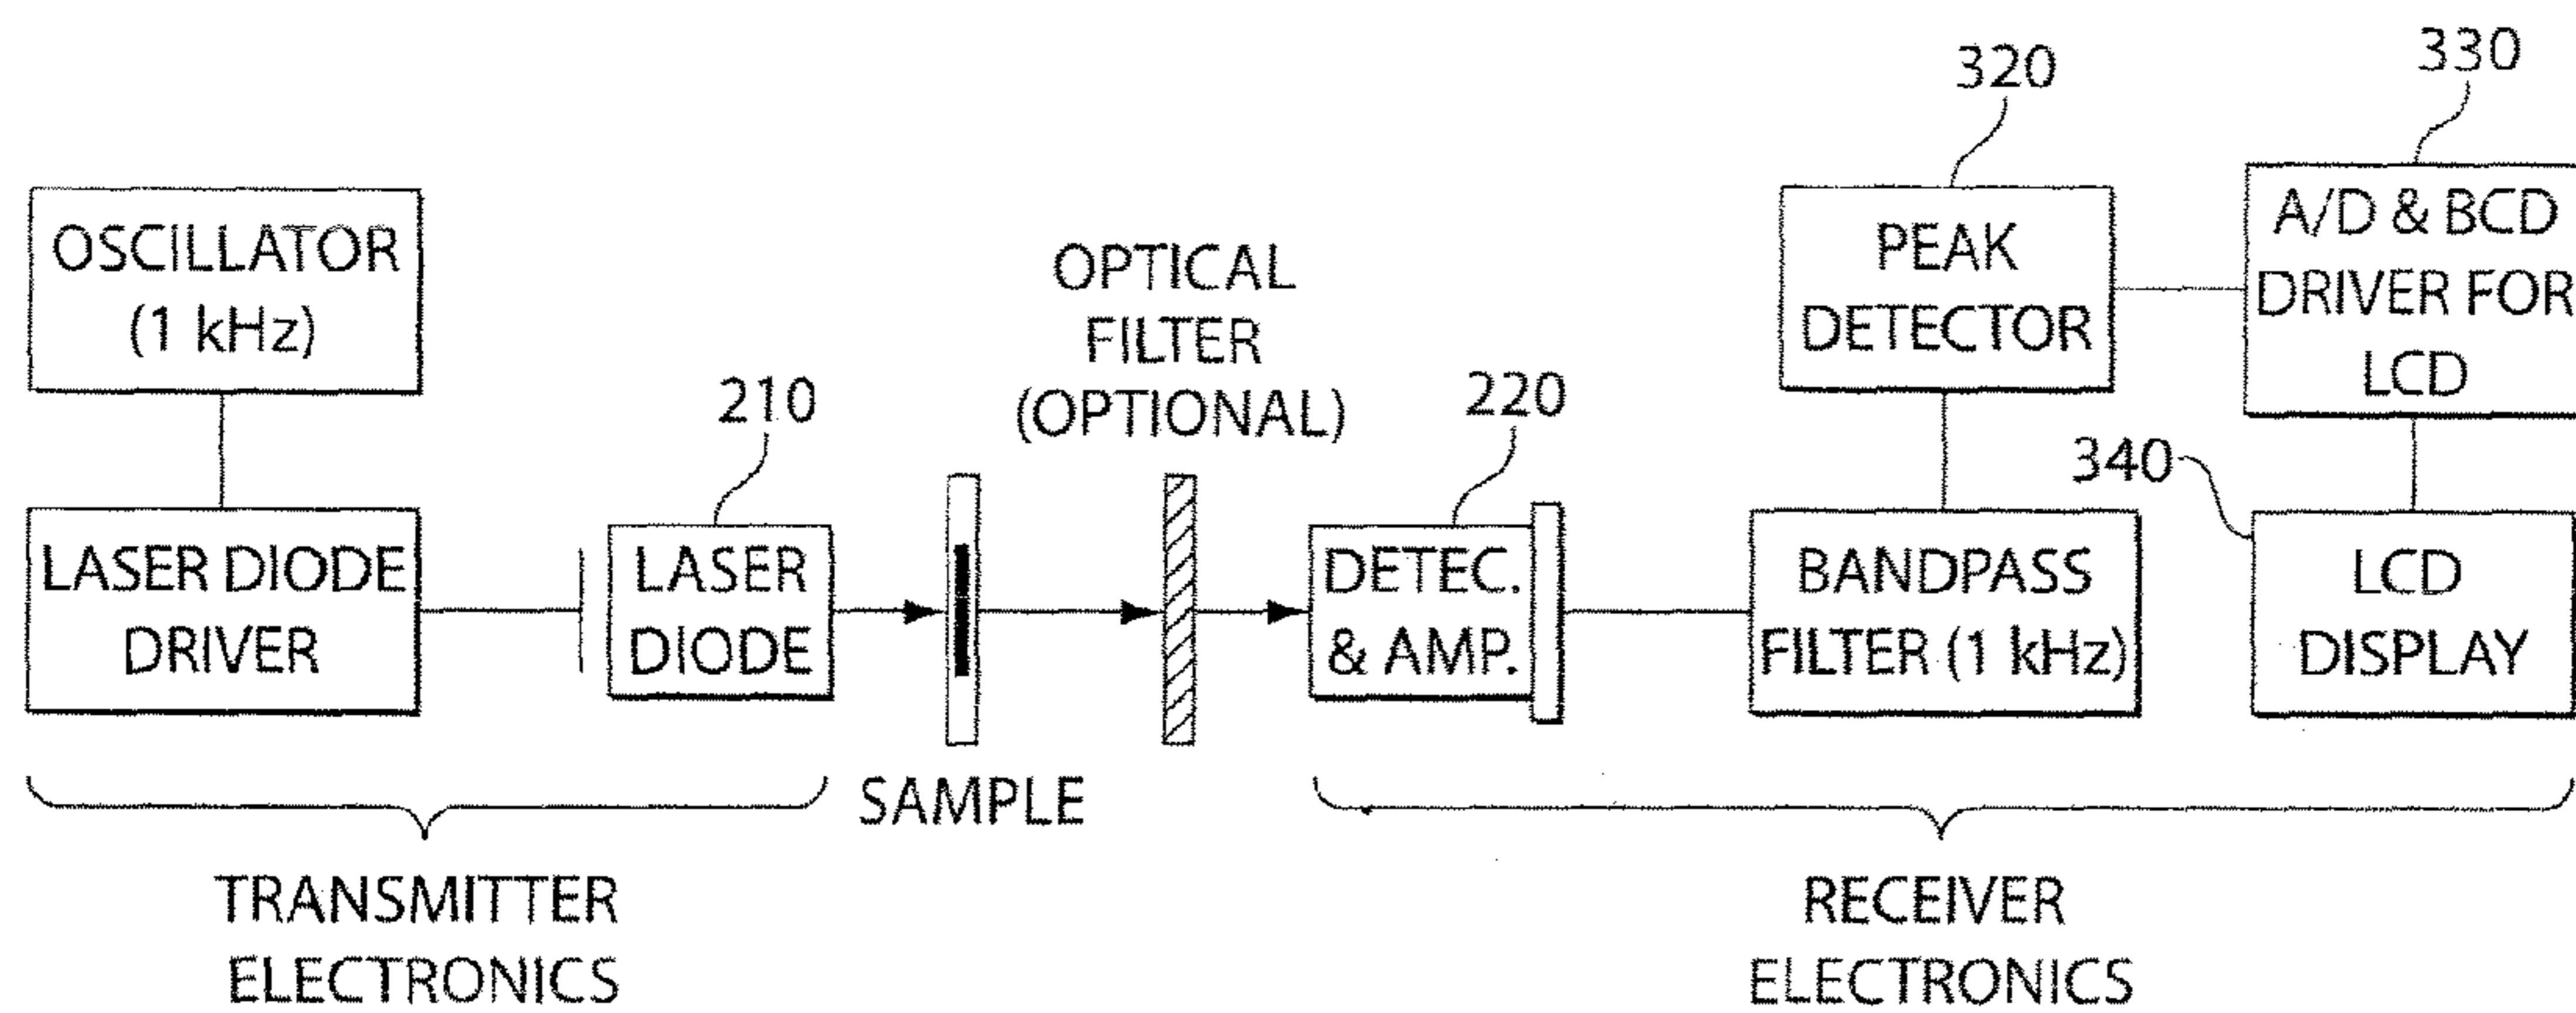 320
330
OSCILLATOR
(1 kHz)
OPTICAL
FILTER
(OPTIONAL)
PEAK
DETECTOR
A/D & BCD
DRIVER FOR
LCD
210
220
340
LASER DIODE
DRIVER
LASER
DIODE
DETEC.
& AMP.
BANDPASS
FILTER (1 kHz)
LCD
DISPLAY
SAMPLE
TRANSMITTER
ELECTRONICS
RECEIVER
ELECTRONICS